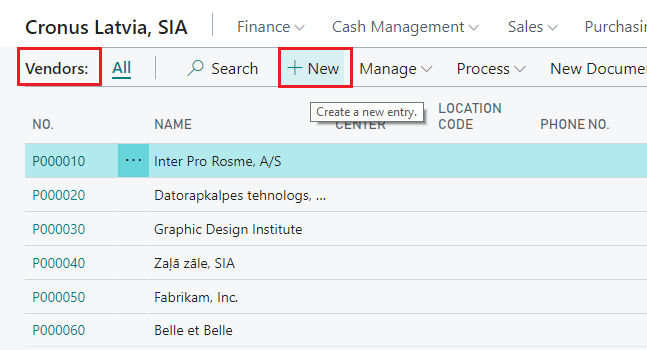 Cronus Latvia, SIA Finance Cash Management Sales Purchasin
Vendors: All Search + New Manage Process New Docume
Create a new entry.
LOCATION
NO. NAME CENTER CODE PHONE NO.
P000010 ... Inter Pro Rosme, A/S
P000020 Datorapkalpes tehnologs, ...
P000030 Graphic Design Institute
P000040 Zaļā zāle, SIA
P000050 Fabrikam, Inc.
P000060 Belle et Belle